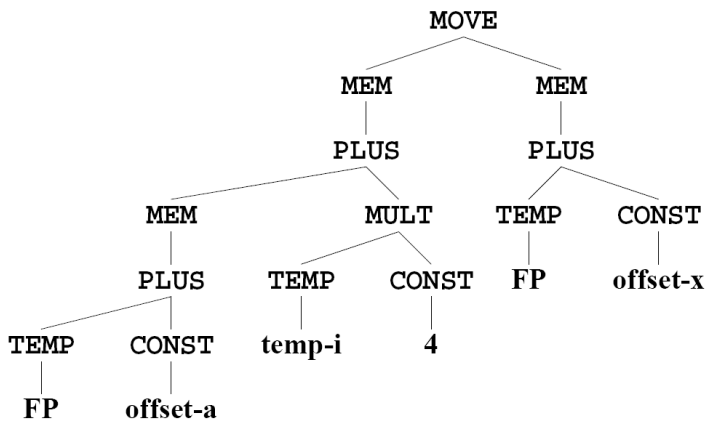 MOVE
MEM MEM
PLUS PLUS
MEM MULT TEMP CONST
PLUS TEMP CONST FP offset-x
TEMP CONST temp-i 4
FP offset-a